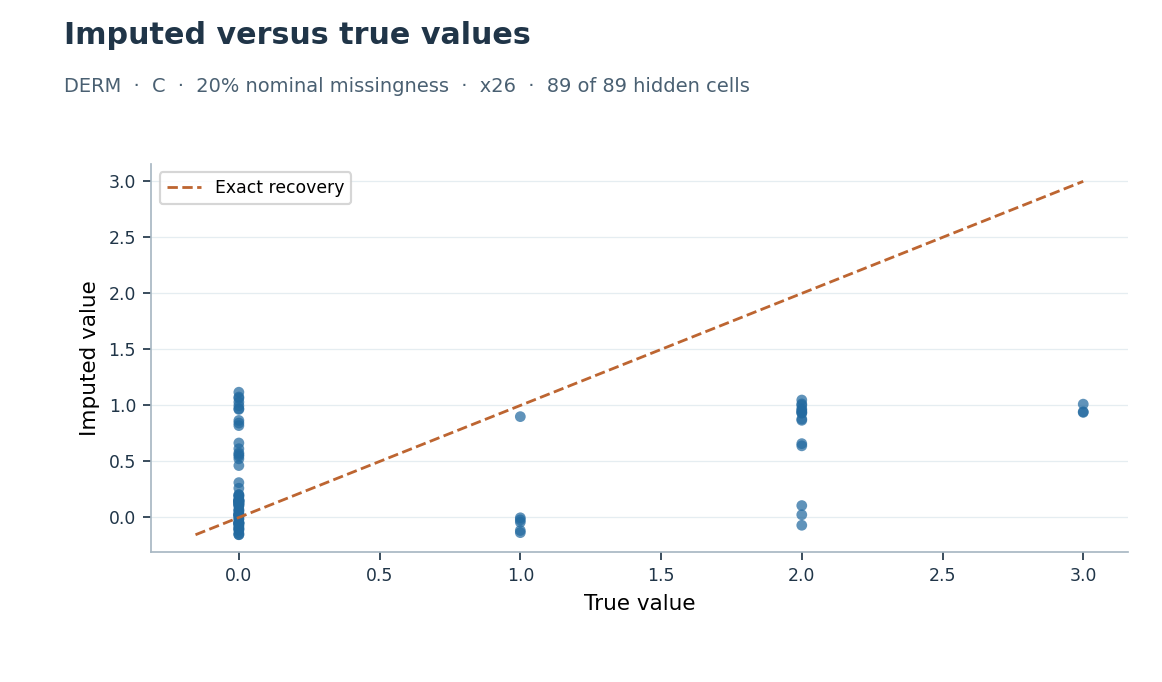 Imputed versus true values
DERM · C · 20% nominal missingness · x26 · 89 of 89 hidden cells
Exact recovery
3.0
2.5
2.0
1.5
1.0
0.5
0.0
Imputed value
0.0 0.5 1.0 1.5 2.0 2.5 3.0
True value